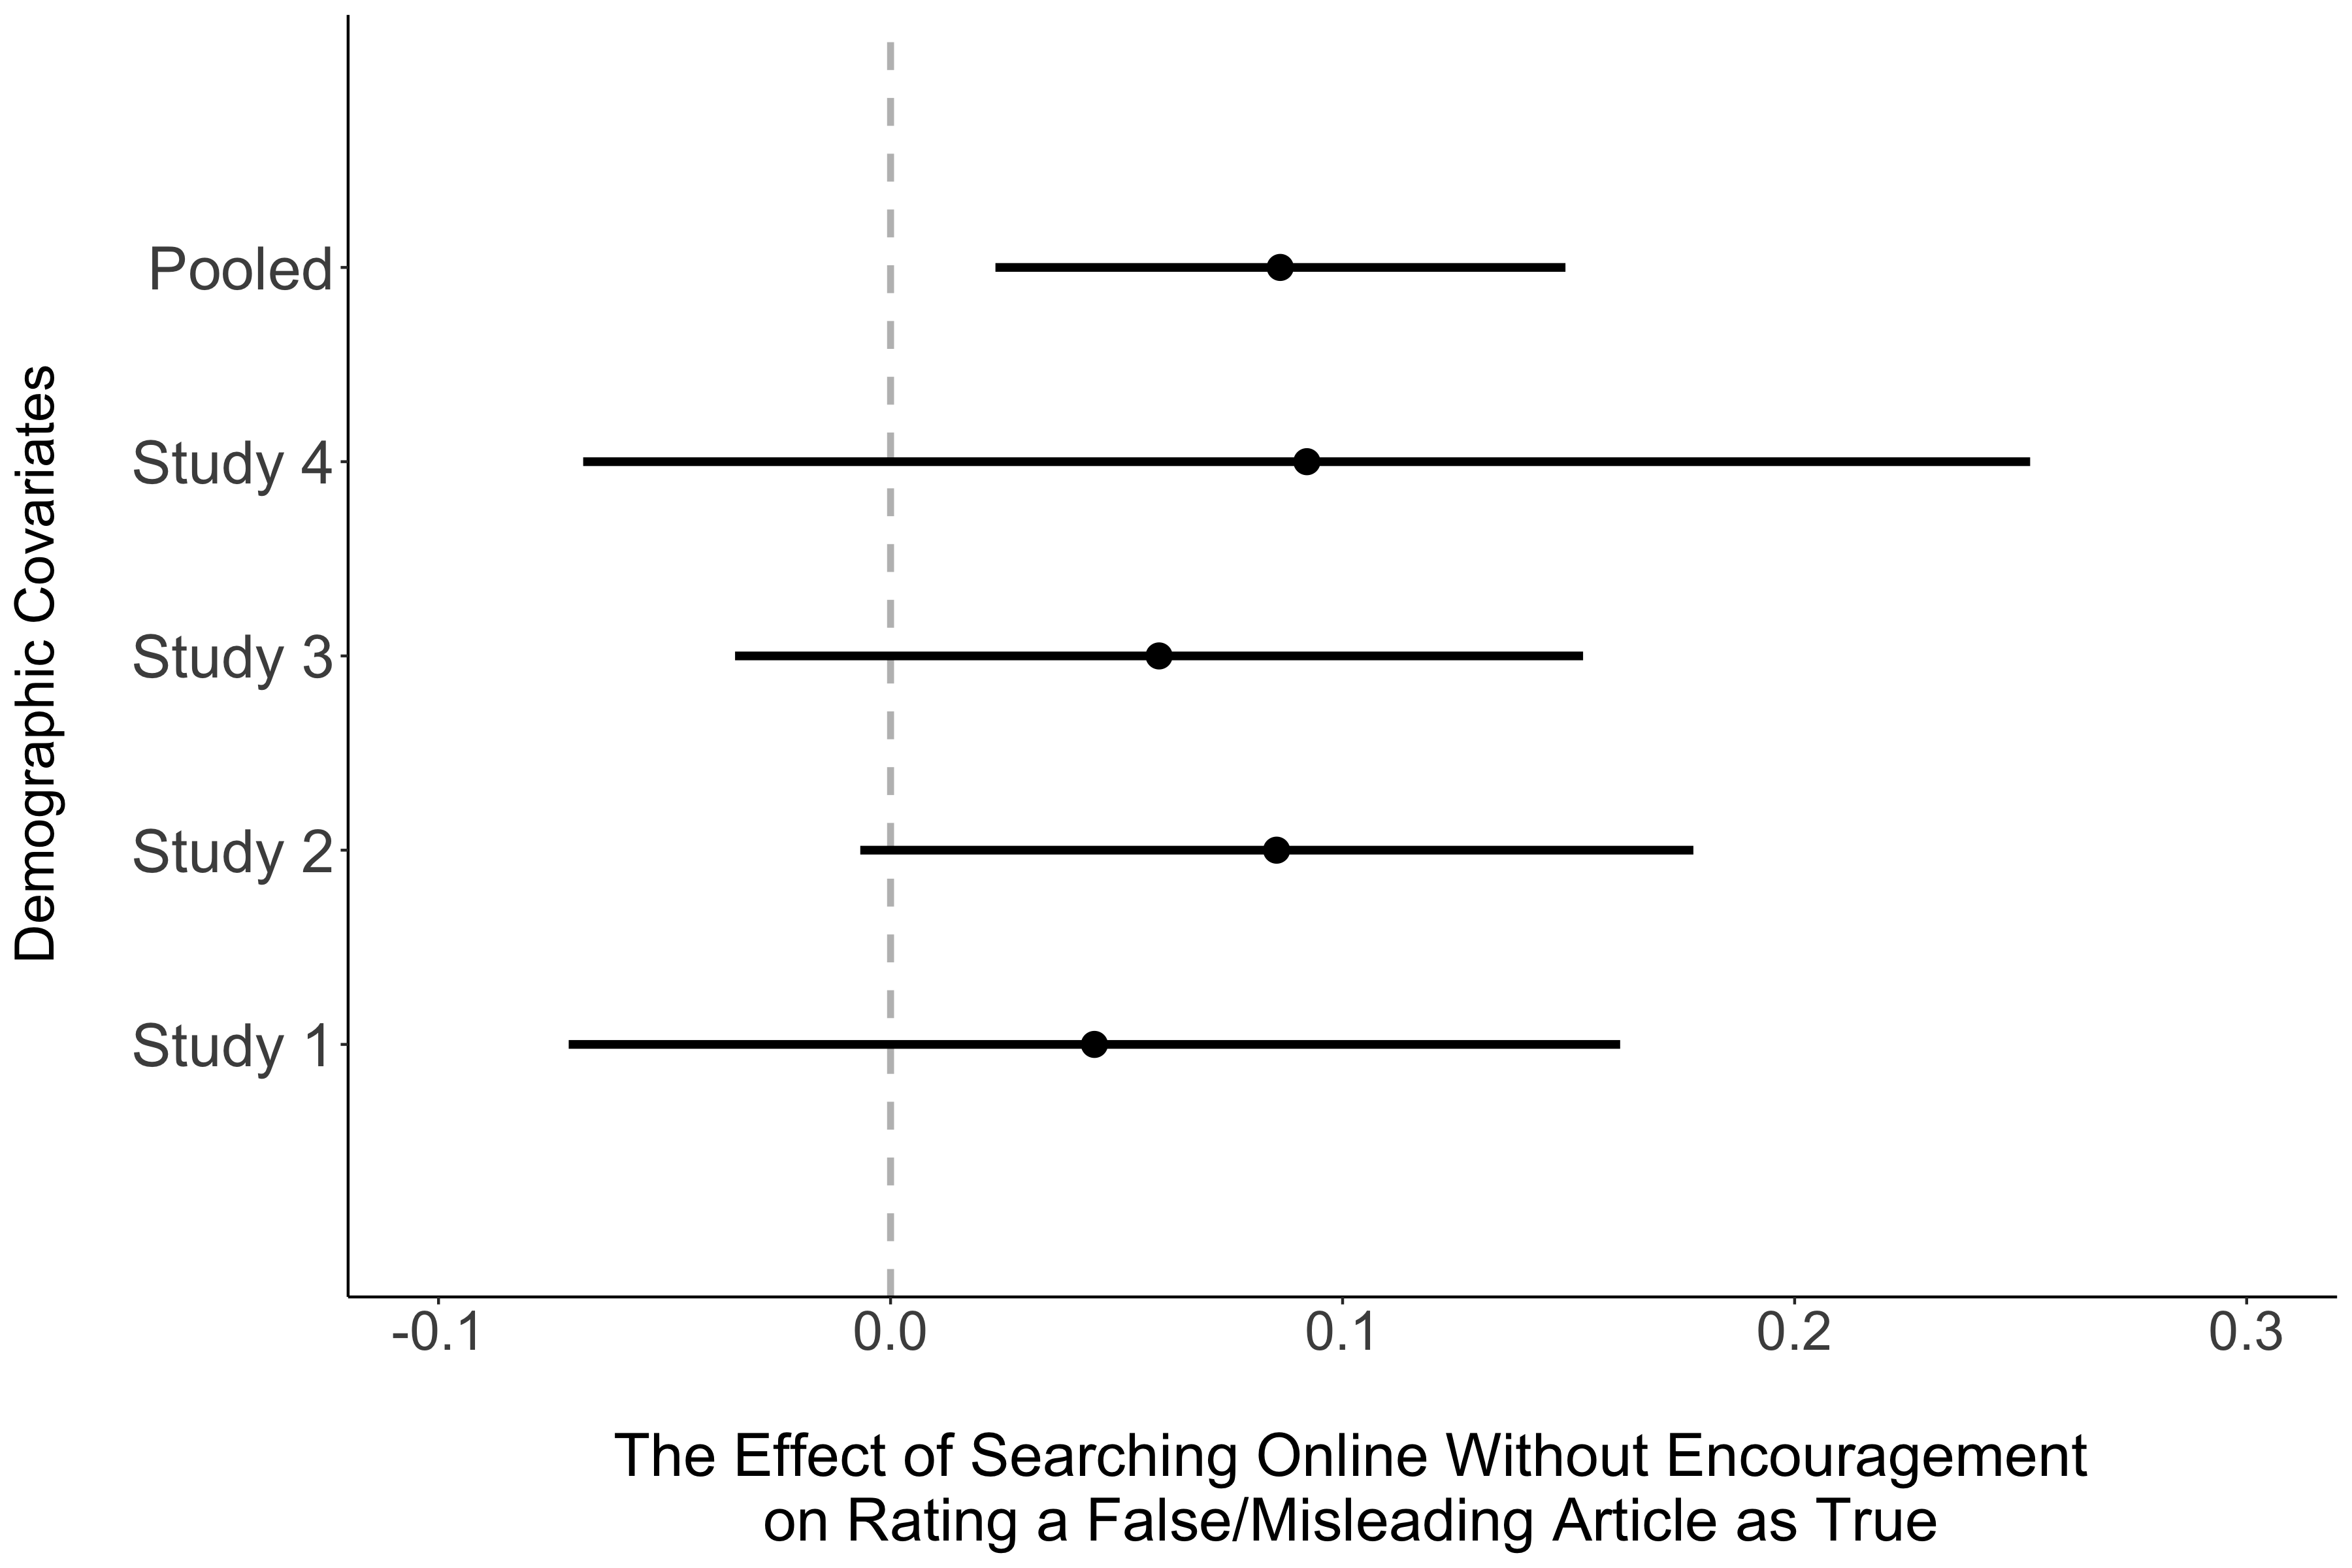 Demographic Covariates
Pooled
Study 4
Study 3
Study 2
Study 1
-0.1 0.0 0.1 0.2 0.3
The Effect of Searching Online Without Encouragement
on Rating a False/Misleading Article as True